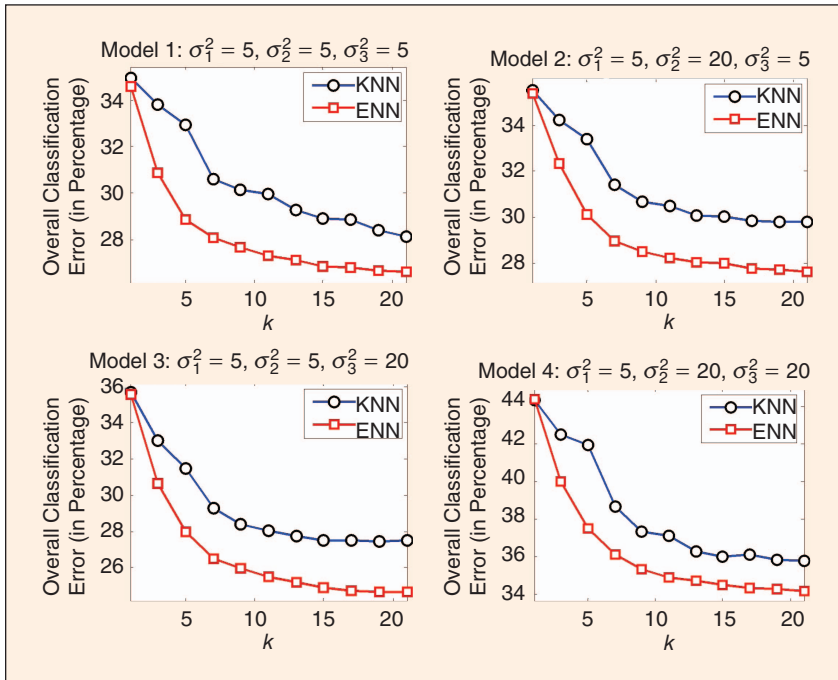 Model 1: σ₁² = 5, σ₂² = 5, σ₃² = 5
Overall Classification
Error (in Percentage)
34
32
30
28
KNN
ENN
5
10
15
20
k
Model 2: σ₁² = 5, σ₂² = 20, σ₃² = 5
Overall Classification
Error (in Percentage)
34
32
30
28
KNN
ENN
5
10
15
20
k
Model 3: σ₁² = 5, σ₂² = 5, σ₃² = 20
Overall Classification
Error (in Percentage)
36
34
32
30
28
26
KNN
ENN
5
10
15
20
k
Model 4: σ₁² = 5, σ₂² = 20, σ₃² = 20
Overall Classification
Error (in Percentage)
44
42
40
38
36
34
KNN
ENN
5
10
15
20
k